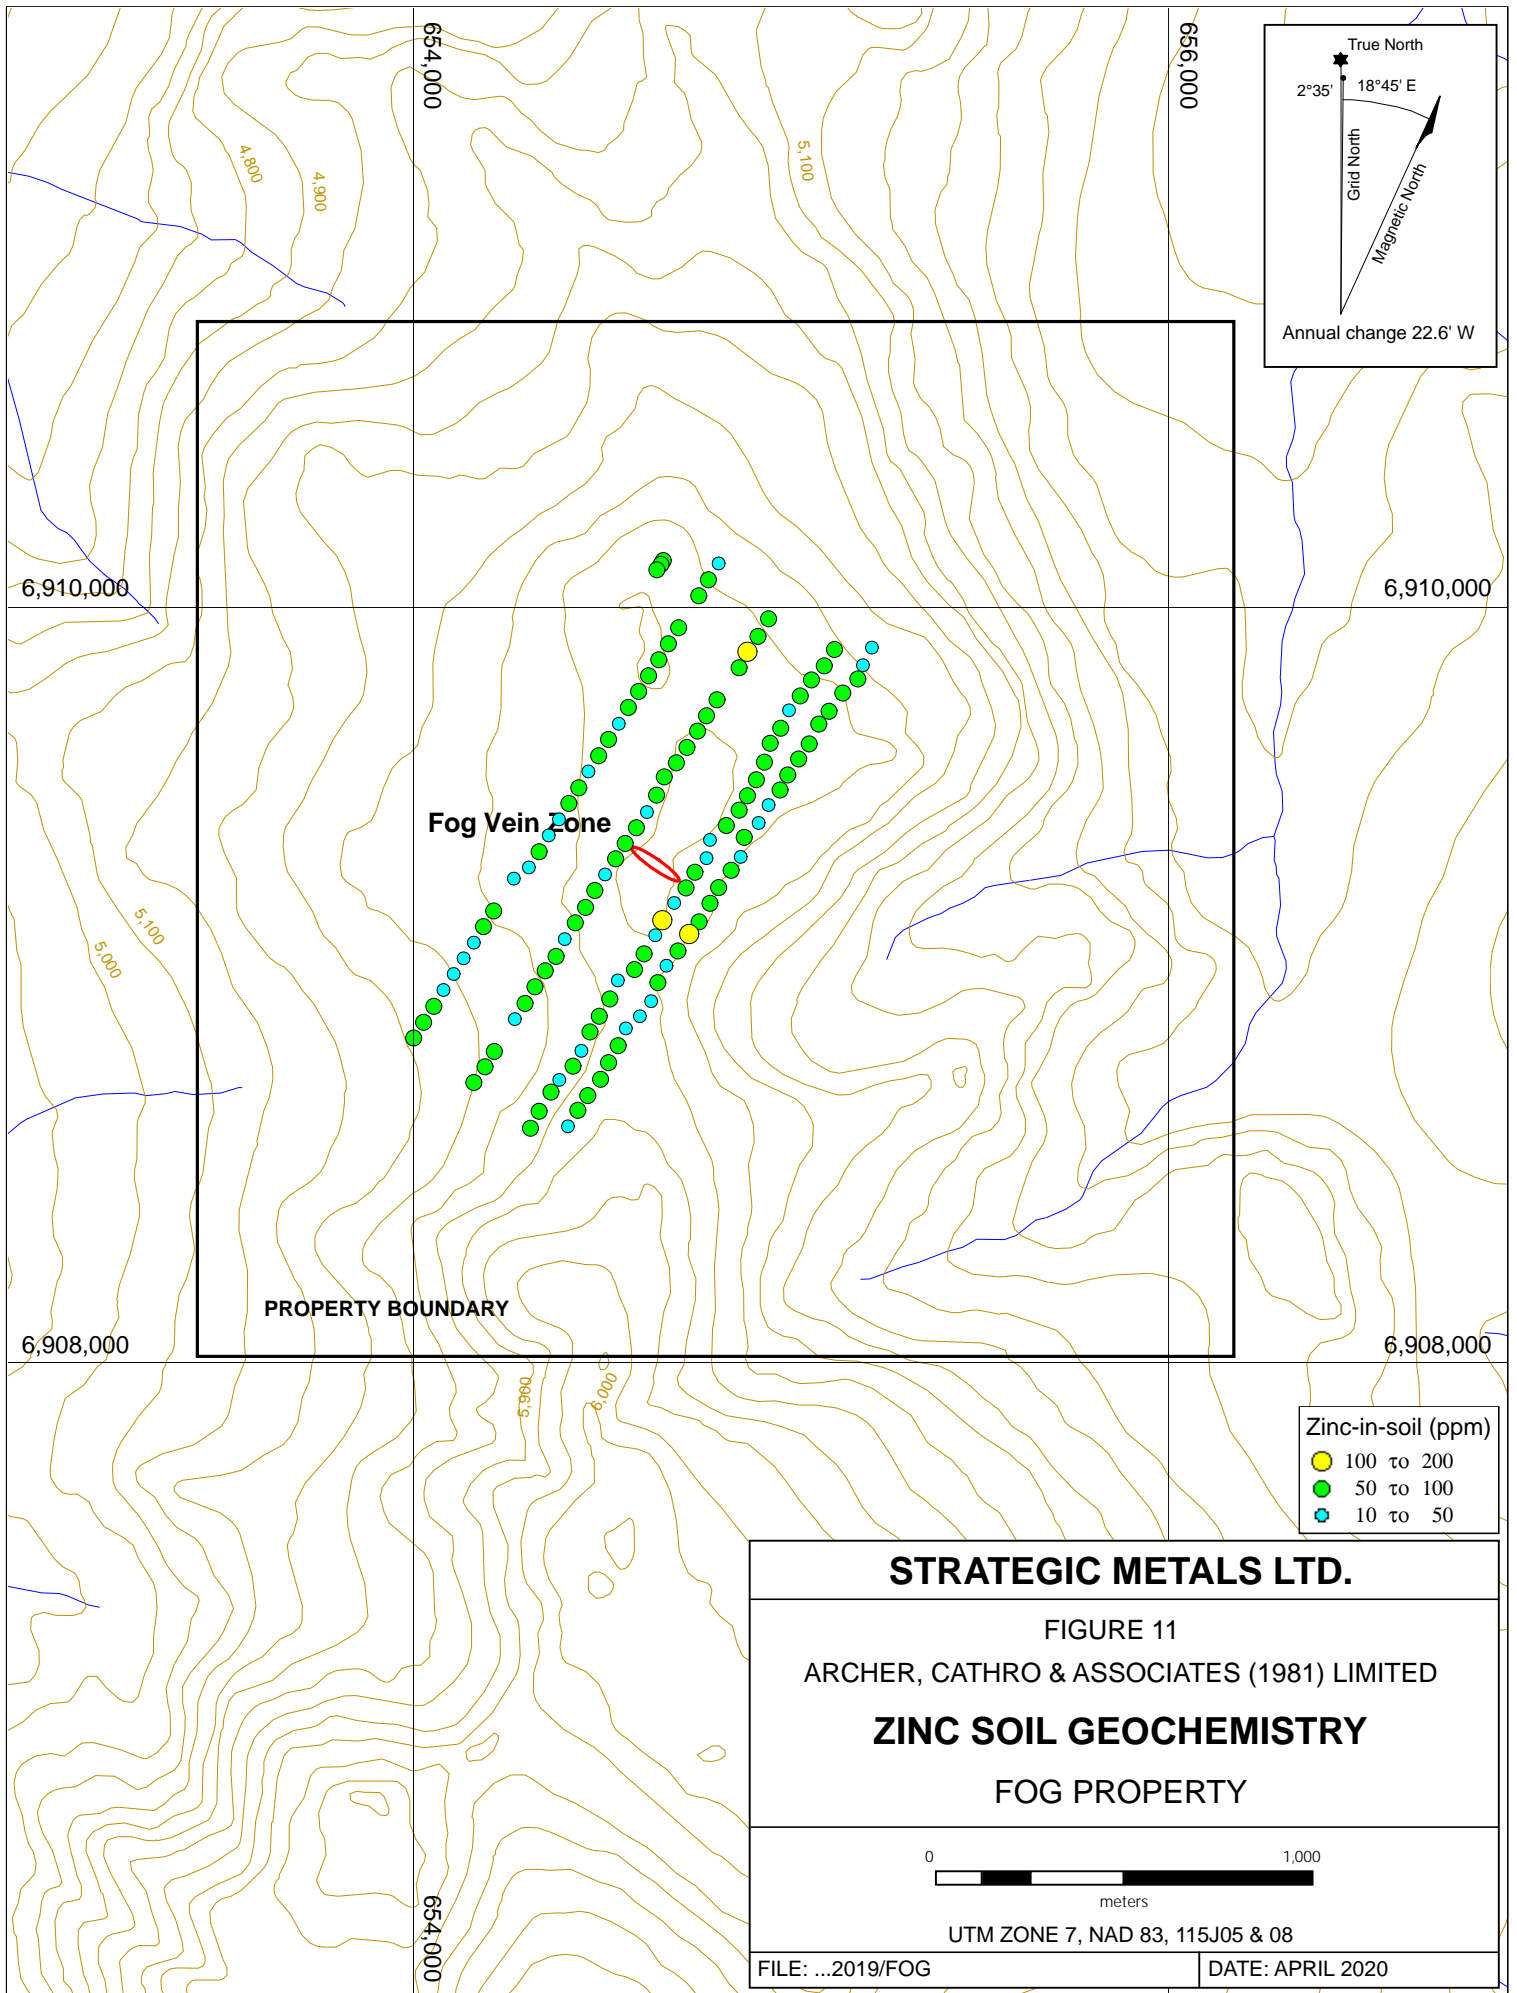 654,000
656,000
True North
2°35'
18°45' E
Grid North
Magnetic North
Annual change 22.6' W
4,800
4,900
5,100
6,910,000
6,910,000
Fog Vein Zone
5,100
5,000
PROPERTY BOUNDARY
6,908,000
6,908,000
5,900
6,000
Zinc-in-soil (ppm)
100 το 200
50 το 100
10 το 50
STRATEGIC METALS LTD.
FIGURE 11
ARCHER, CATHRO & ASSOCIATES (1981) LIMITED
ZINC SOIL GEOCHEMISTRY
FOG PROPERTY
0 1,000
meters
UTM ZONE 7, NAD 83, 115J05 & 08
654,000
FILE: ...2019/FOG
DATE: APRIL 2020